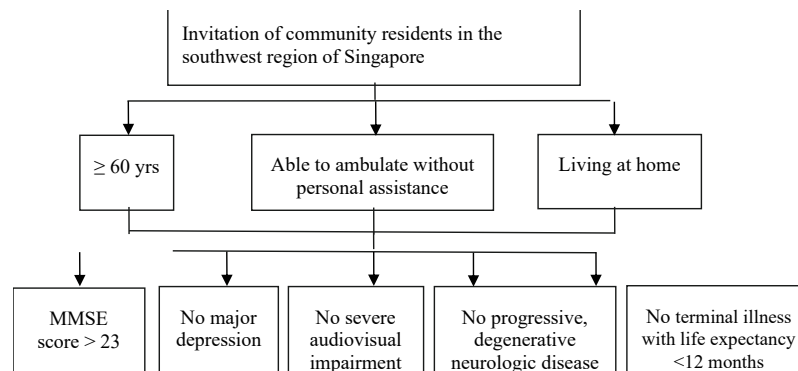 Invitation of community residents in the
southwest region of Singapore
≥ 60 yrs
Able to ambulate without
personal assistance
Living at home
MMSE
score > 23
No major
depression
No severe
audiovisual
impairment
No progressive,
degenerative
neurologic disease
No terminal illness
with life expectancy
<12 months